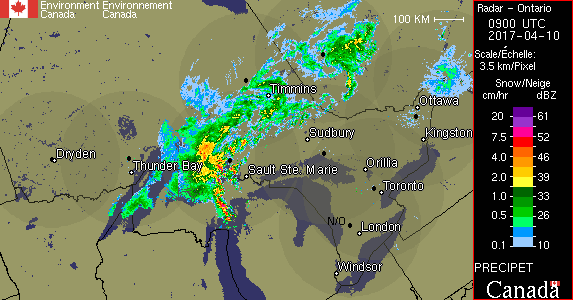 Environment Environnement
Canada Canada
100 KM
Timmins
Ottawa
Sudbury
Kingston
Dryden
Thunder Bay
Sault Ste. Marie
Orillia
Toronto
N/O
London
Windsor
Radar - Ontario
0900 UTC
2017-04-10
Scale/Échelle:
3.5 km/Pixel
Snow/Neige
cm/hr dBZ
20 61
7.5 52
4.0 46
2.0 39
1.0 33
0.5 26
0.1 10
PRECIPET
Canada